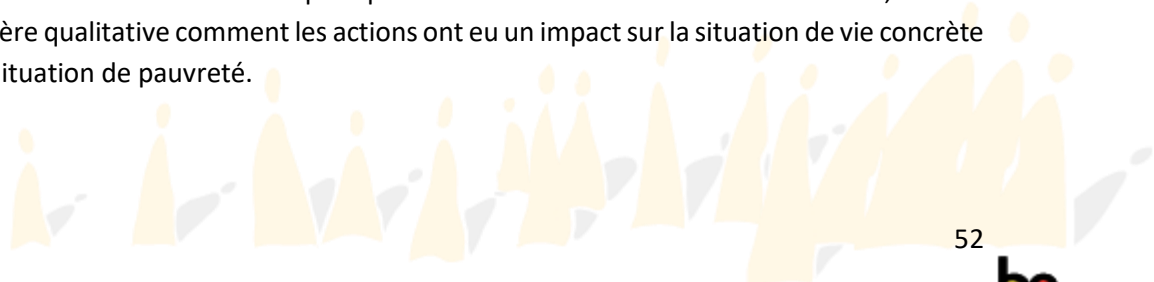 ère qualitative comment les actions ont eu un impact sur la situation de vie concrète
ituation de pauvreté.
52